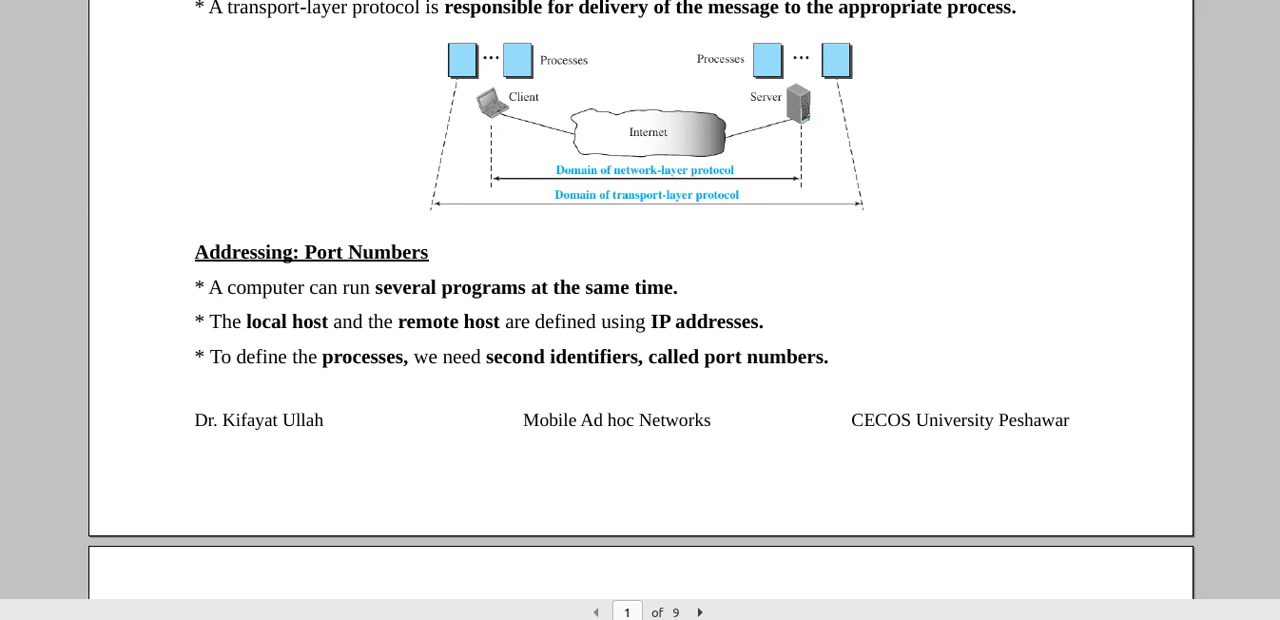 * A transport-layer protocol is responsible for delivery of the message to the appropriate process.
Processes
Processes
Client
Server
Internet
Domain of network-layer protocol
Domain of transport-layer protocol
Addressing: Port Numbers
* A computer can run several programs at the same time.
* The local host and the remote host are defined using IP addresses.
* To define the processes, we need second identifiers, called port numbers.
Dr. Kifayat Ullah Mobile Ad hoc Networks CECOS University Peshawar
1 of 9